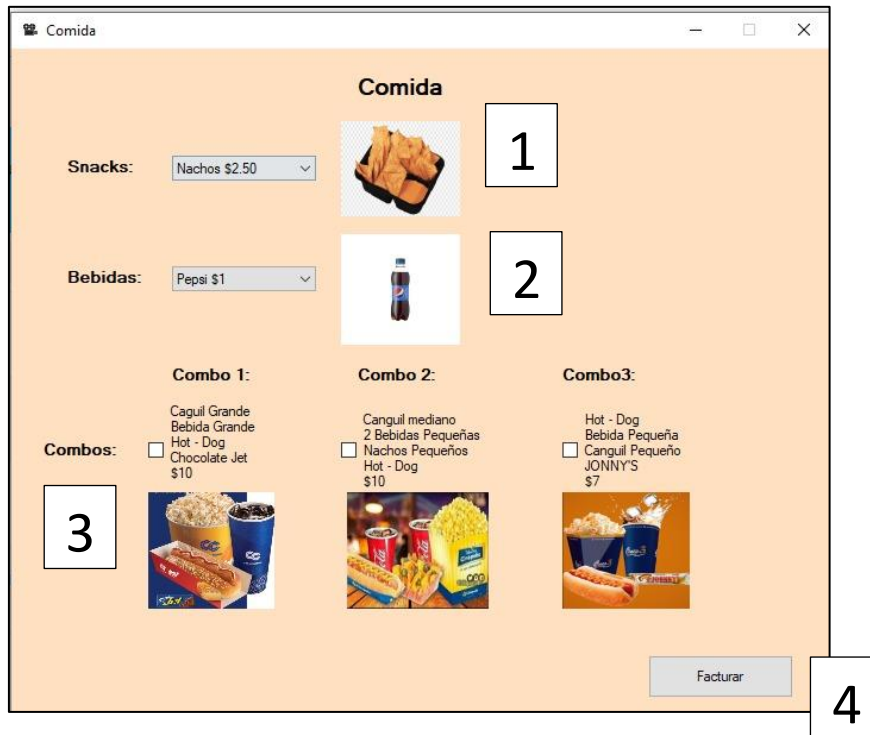 Comida
Comida
1
Snacks:
Nachos $2.50
2
Bebidas:
Pepsi $1
Combo 1:
Combo 2:
Combo3:
Combos:
Caguil Grande
Bebida Grande
Hot - Dog
Chocolate Jet
$10
Canguil mediano
2 Bebidas Pequeñas
Nachos Pequeños
Hot - Dog
$10
Hot - Dog
Bebida Pequeña
Canguil Pequeño
JONNY'S
$7
3
Facturar
4